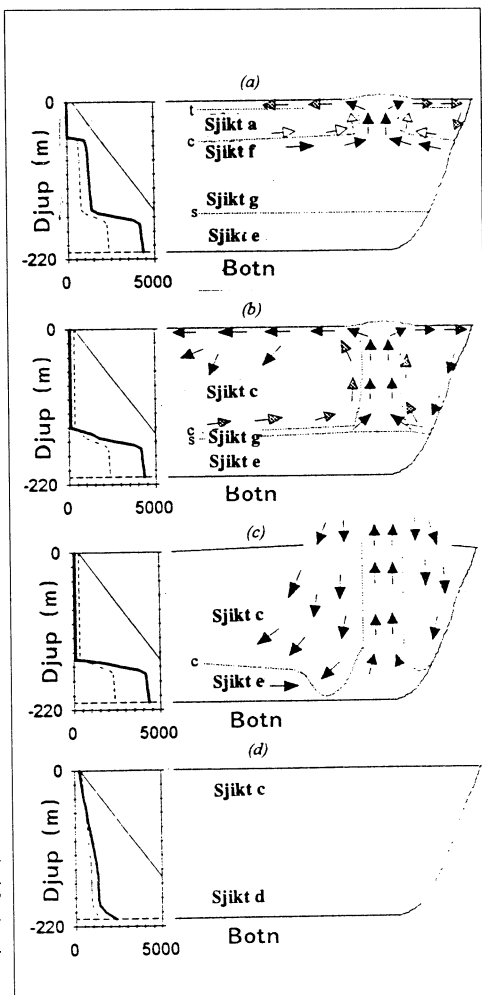 (a)
0
t
Sjikt a
c
Sjikt f
Djup (m)
Sjikt g
s
Sjikt e
-220
0 5000
Botn
(b)
0
Djup (m)
Sjikt c
c
s
Sjikt g
Sjikt e
-220
0 5000
Botn
(c)
0
Djup (m)
Sjikt c
c
Sjikt e
-220
0 5000
Botn
(d)
0
Sjikt c
Djup (m)
Sjikt d
-220
0 5000
Botn